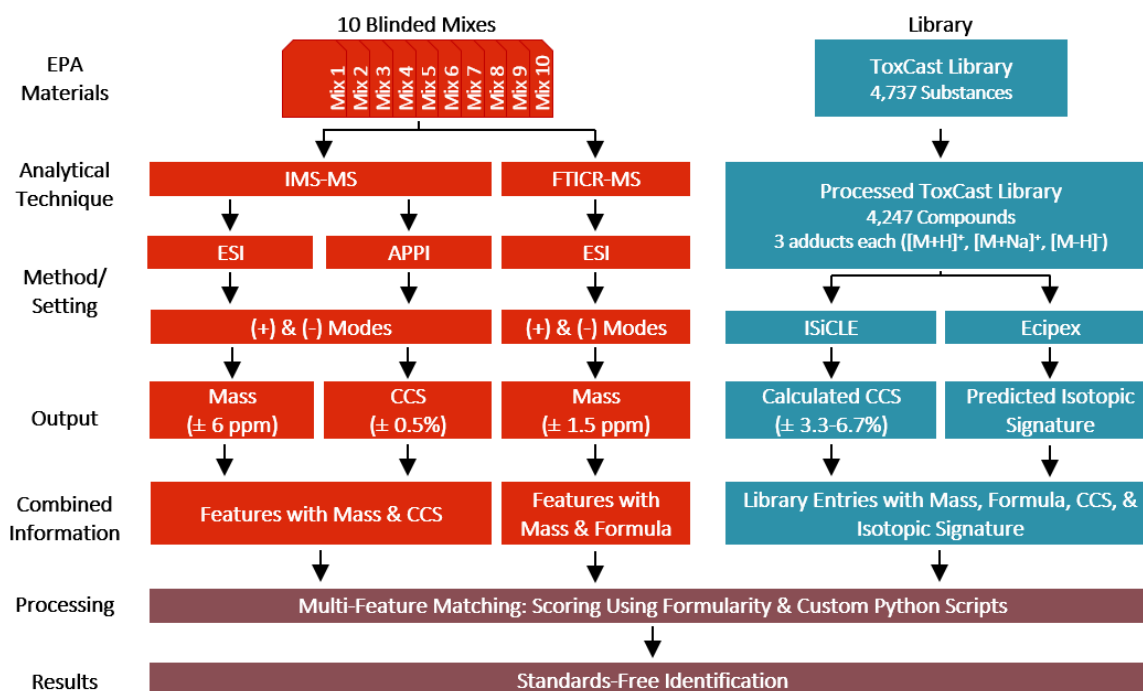 10 Blinded Mixes
Library
EPA
Materials
Mix 1
Mix 2
Mix 3
Mix 4
Mix 5
Mix 6
Mix 7
Mix 8
Mix 9
Mix 10
ToxCast Library
4,737 Substances
Analytical
Technique
IMS-MS
FTICR-MS
Processed ToxCast Library
4,247 Compounds
3 adducts each ([M+H]⁺, [M+Na]⁺, [M-H]⁻)
Method/
Setting
ESI
APPI
ESI
(+) & (-) Modes
(+) & (-) Modes
ISiCLE
Ecipex
Output
Mass
(± 6 ppm)
CCS
(± 0.5%)
Mass
(± 1.5 ppm)
Calculated CCS
(± 3.3-6.7%)
Predicted Isotopic
Signature
Combined
Information
Features with Mass & CCS
Features with
Mass & Formula
Library Entries with Mass, Formula, CCS, &
Isotopic Signature
Processing
Multi-Feature Matching: Scoring Using Formularity & Custom Python Scripts
Results
Standards-Free Identification